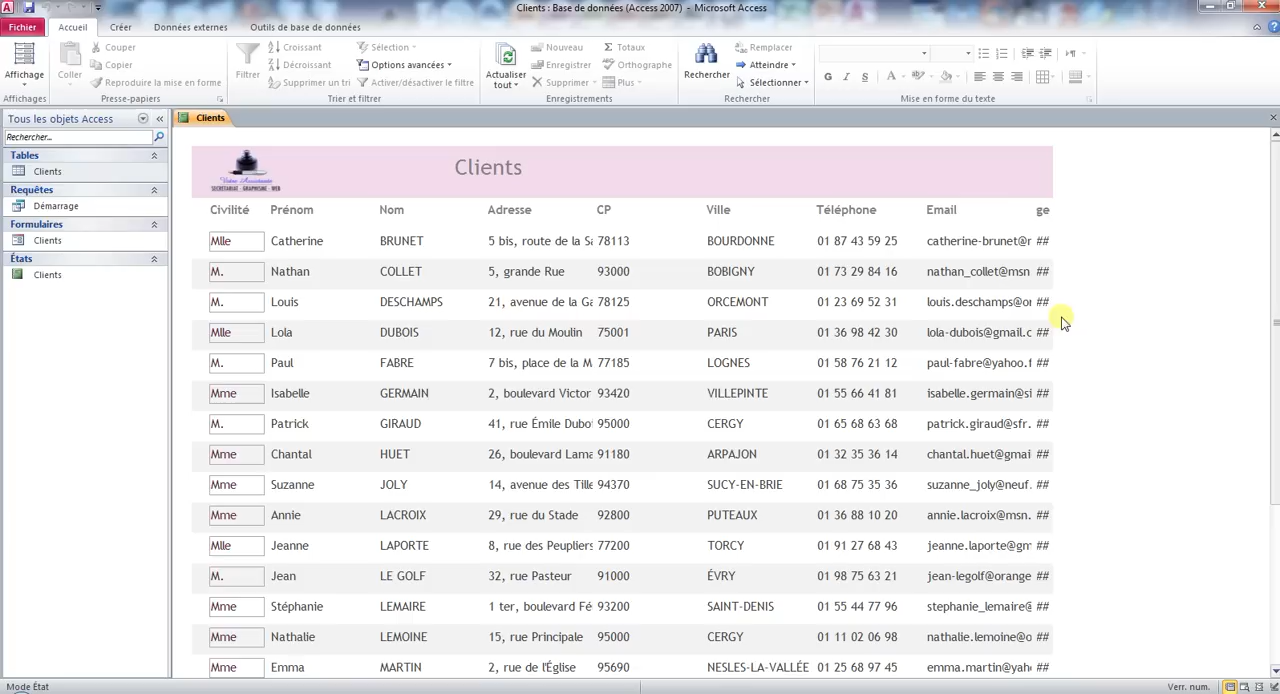 Clients : Base de données (Access 2007) - Microsoft Access
Fichier Accueil Créer Données externes Outils de base de données
Affichage
Affichages
Coller
Couper
Copier
Reproduire la mise en forme
Presse-papiers
Filtrer
Croissant
Décroissant
Supprimer un tri
Sélection
Options avancées
Activer/désactiver le filtre
Trier et filtrer
Actualiser
tout
Nouveau
Enregistrer
Supprimer
Totaux
Orthographe
Plus
Enregistrements
Rechercher
Remplacer
Atteindre
Sélectionner
Rechercher
G I S A
Mise en forme du texte
Tous les objets Access
Rechercher...
Tables
Clients
Requêtes
Démarrage
Formulaires
Clients
États
Clients
Clients
SECRETARIAT - GRAPHISME - WEB
Clients
Civilité Prénom Nom Adresse CP Ville Téléphone Email ge
Mlle Catherine BRUNET 5 bis, route de la Sa 78113 BOURDONNE 01 87 43 59 25 catherine-brunet@r ##
M. Nathan COLLET 5, grande Rue 93000 BOBIGNY 01 73 29 84 16 nathan_collet@msn ##
M. Louis DESCHAMPS 21, avenue de la Ga 78125 ORCEMONT 01 23 69 52 31 louis.deschamps@or ##
Mlle Lola DUBOIS 12, rue du Moulin 75001 PARIS 01 36 98 42 30 lola-dubois@gmail.c ##
M. Paul FABRE 7 bis, place de la M 77185 LOGNES 01 58 76 21 12 paul-fabre@yahoo.f ##
Mme Isabelle GERMAIN 2, boulevard Victor 93420 VILLEPINTE 01 55 66 41 81 isabelle.germain@si ##
M. Patrick GIRAUD 41, rue Émile Dubo 95000 CERGY 01 65 68 63 68 patrick.giraud@sfr. ##
Mme Chantal HUET 26, boulevard Lama 91180 ARPAJON 01 32 35 36 14 chantal.huet@gmai ##
Mme Suzanne JOLY 14, avenue des Tille 94370 SUCY-EN-BRIE 01 68 75 35 36 suzanne_joly@neuf. ##
Mme Annie LACROIX 29, rue du Stade 92800 PUTEAUX 01 36 88 10 20 annie.lacroix@msn. ##
Mlle Jeanne LAPORTE 8, rue des Peupliers 77200 TORCY 01 91 27 68 43 jeanne.laporte@gm ##
M. Jean LE GOLF 32, rue Pasteur 91000 ÉVRY 01 98 75 63 21 jean-legolf@orange ##
Mme Stéphanie LEMAIRE 1 ter, boulevard Fé 93200 SAINT-DENIS 01 55 44 77 96 stephanie_lemaire@ ##
Mme Nathalie LEMOINE 15, rue Principale 95000 CERGY 01 11 02 06 98 nathalie.lemoine@o ##
Mme Emma MARTIN 2, rue de l'Église 95690 NESLES-LA-VALLÉE 01 25 68 97 45 emma.martin@yah ##
Mode État
Verr. num.